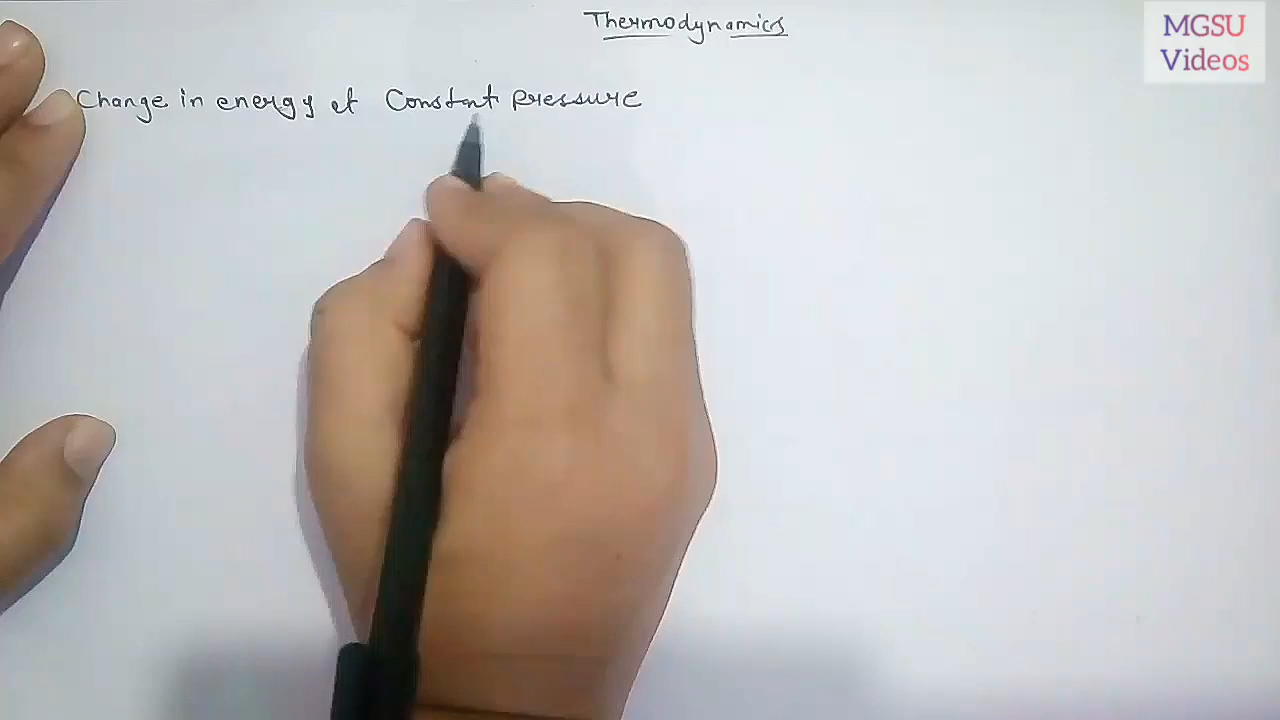 Thermodynamics
MGSU
Videos
Change in energy at Constant pressure